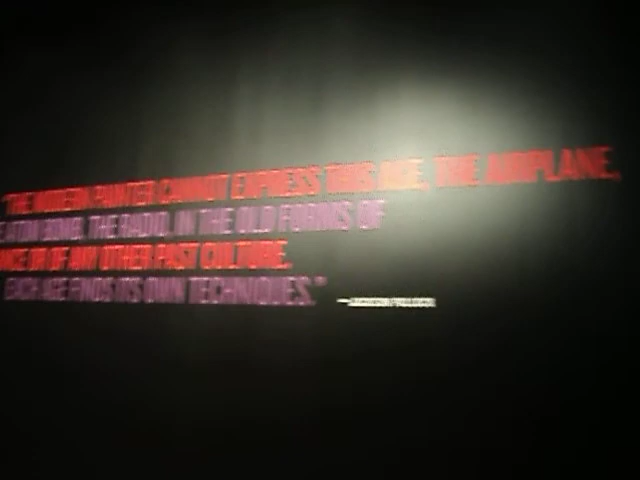 "THE MODERN PAINTER CANNOT EXPRESS THIS AGE, THE AIRPLANE,
ATOM BOMB, THE RADIO, IN THE OLD FORMS OF
OR OF ANY OTHER PAST CULTURE.
EACH AGE FINDS ITS OWN TECHNIQUES."